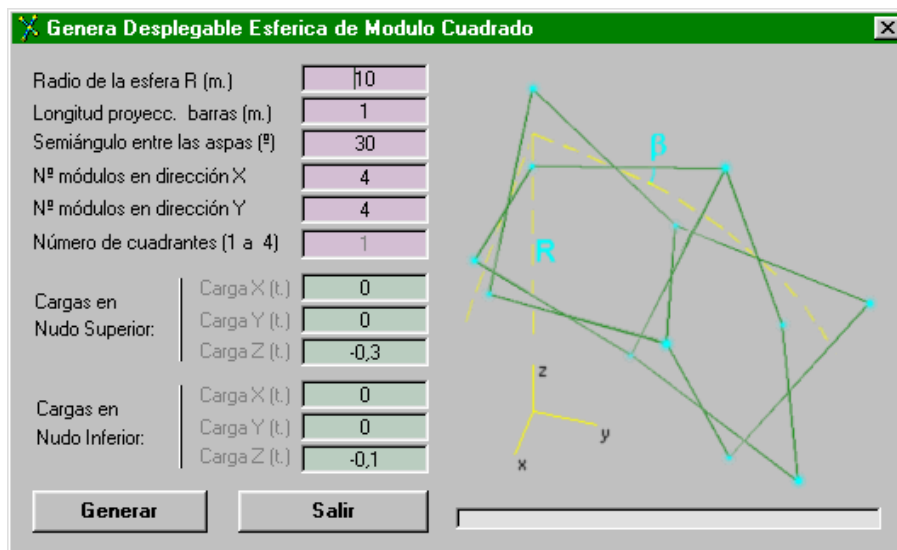 Genera Desplegable Esferica de Modulo Cuadrado
Radio de la esfera R (m.) 10
Longitud proyecc. barras (m.) 1
Semiángulo entre las aspas (º) 30
Nº módulos en dirección X 4
Nº módulos en dirección Y 4
Número de cuadrantes (1 a 4) 1
Cargas en
Nudo Superior:
Carga X (t.) 0
Carga Y (t.) 0
Carga Z (t.) -0,3
Cargas en
Nudo Inferior:
Carga X (t.) 0
Carga Y (t.) 0
Carga Z (t.) -0,1
Generar
Salir
β
R
z
y
x